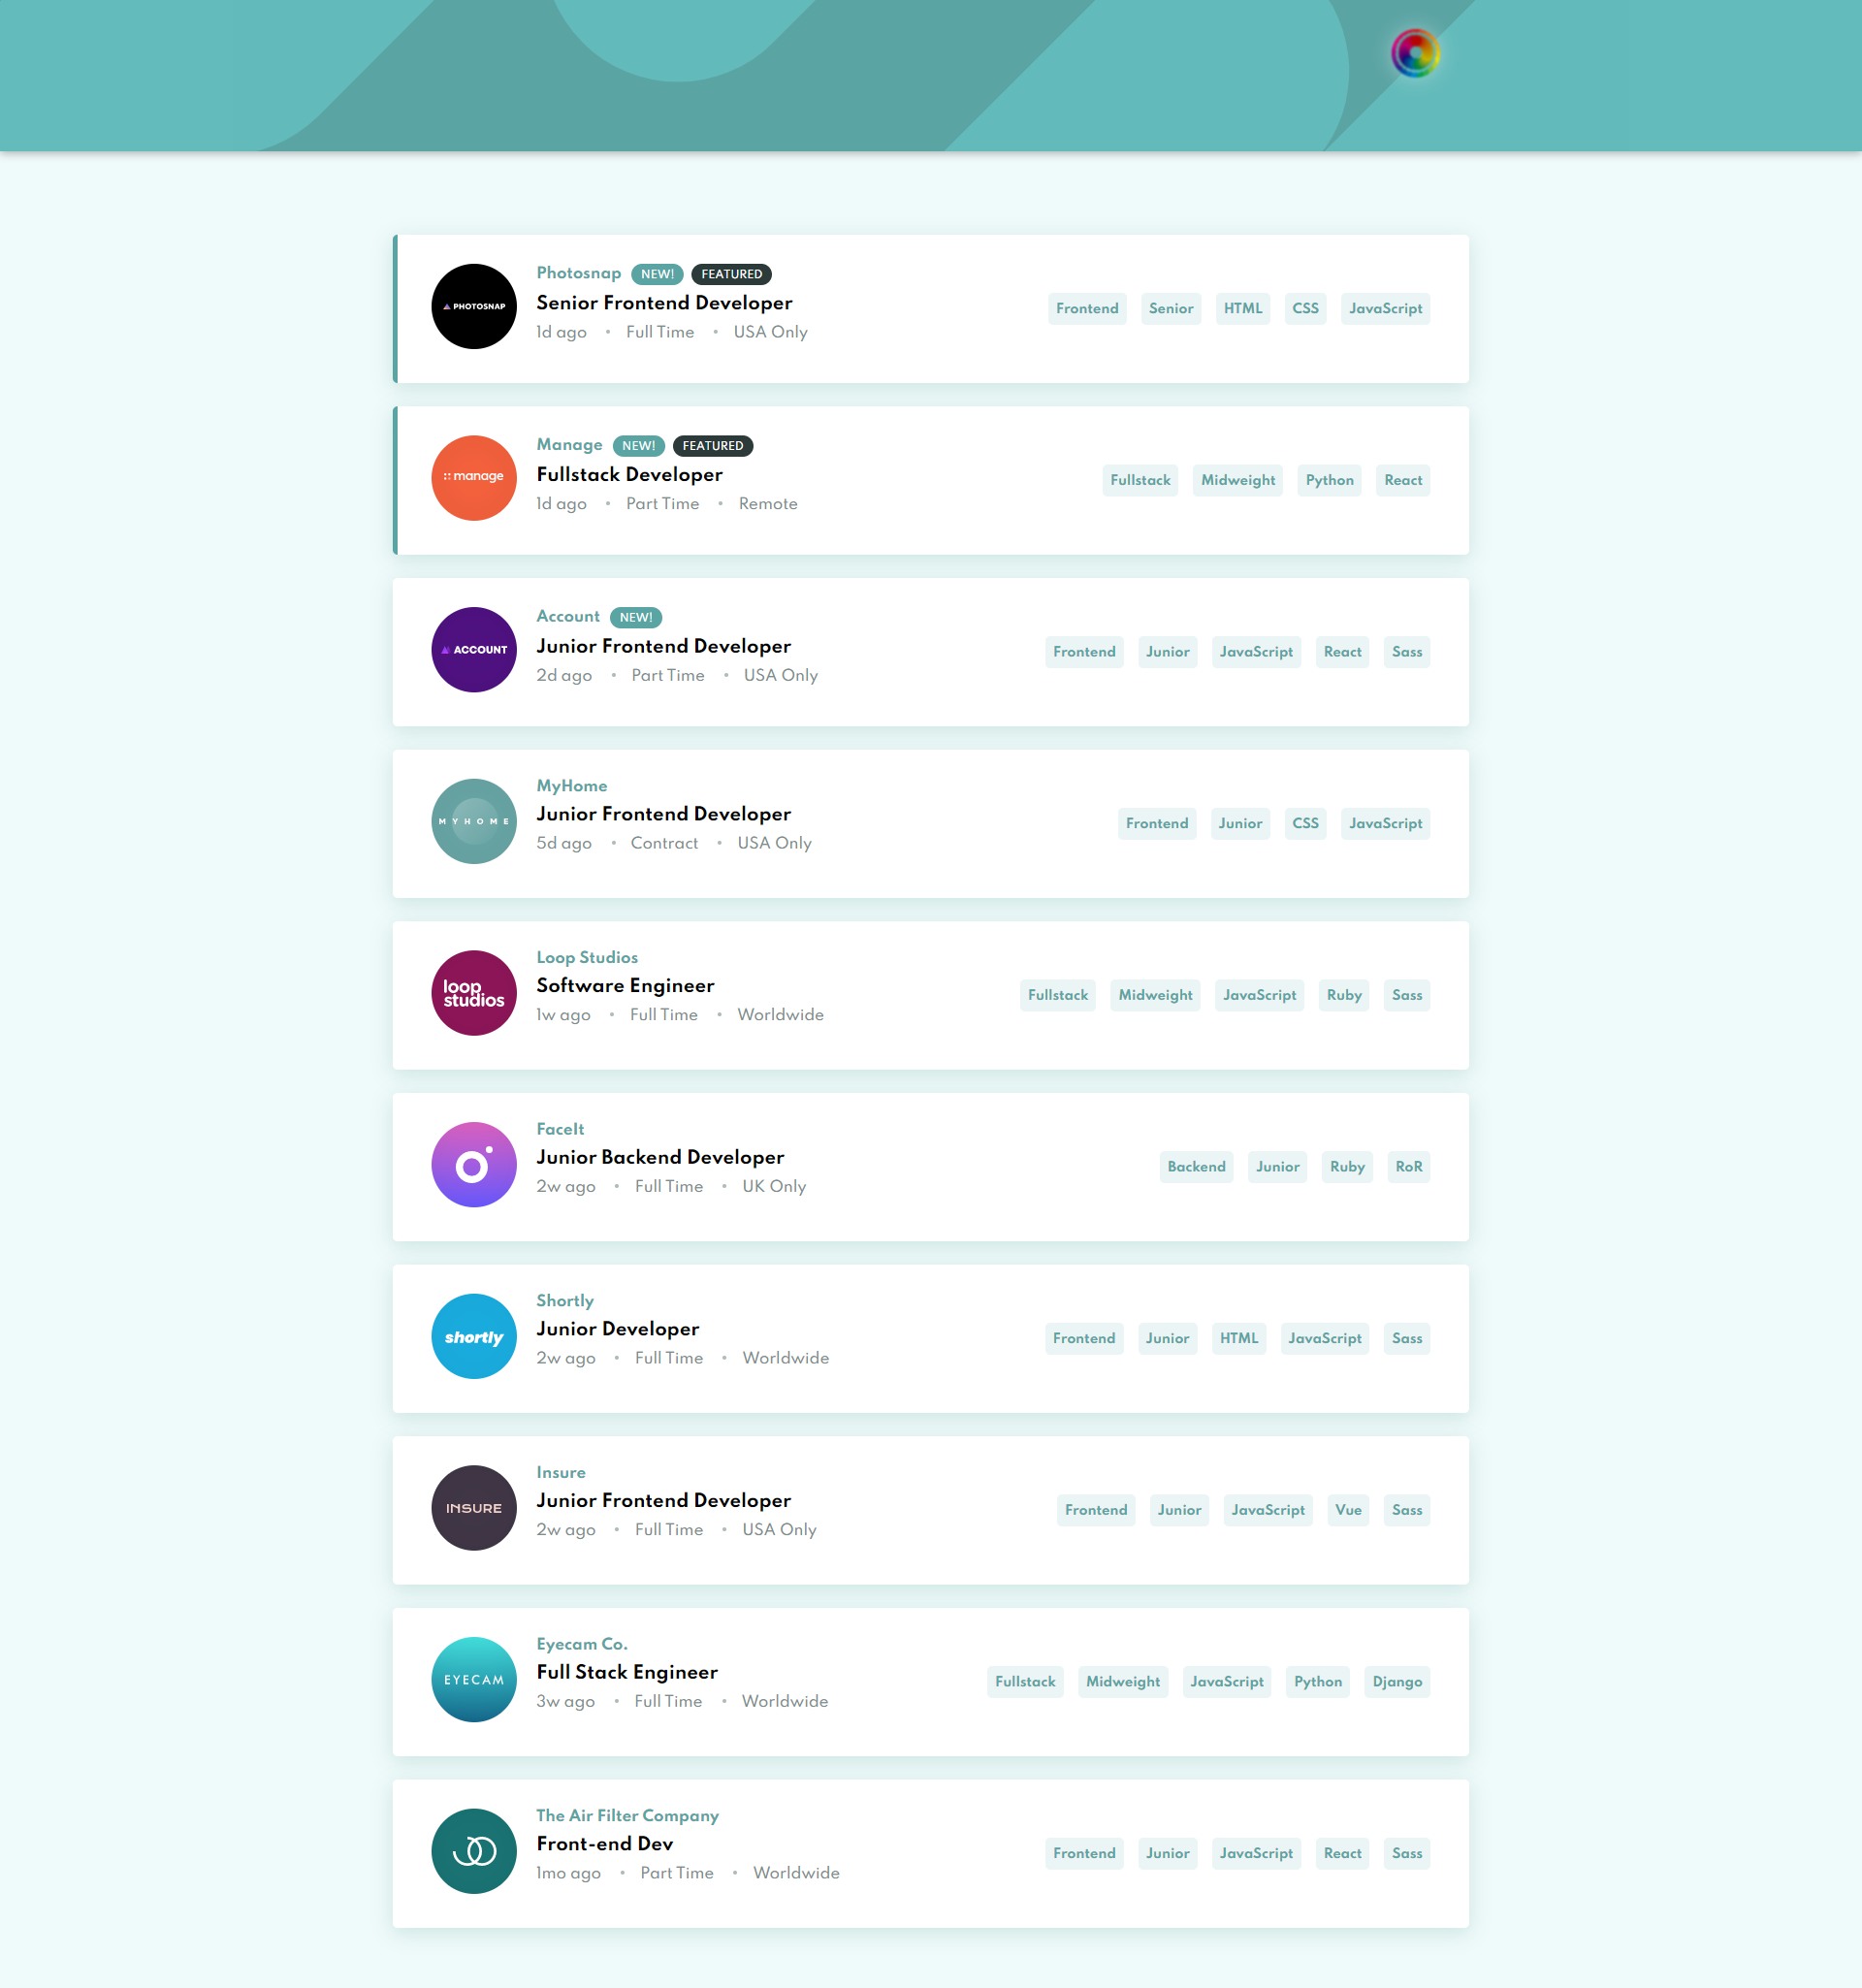 PHOTOSNAP
Photosnap NEW! FEATURED
Senior Frontend Developer
1d ago • Full Time • USA Only
Frontend Senior HTML CSS JavaScript
manage
Manage NEW! FEATURED
Fullstack Developer
1d ago • Part Time • Remote
Fullstack Midweight Python React
ACCOUNT
Account NEW!
Junior Frontend Developer
2d ago • Part Time • USA Only
Frontend Junior JavaScript React Sass
MYHOME
MyHome
Junior Frontend Developer
5d ago • Contract • USA Only
Frontend Junior CSS JavaScript
loop
studios
Loop Studios
Software Engineer
1w ago • Full Time • Worldwide
Fullstack Midweight JavaScript Ruby Sass
FaceIt
Junior Backend Developer
2w ago • Full Time • UK Only
Backend Junior Ruby RoR
shortly
Shortly
Junior Developer
2w ago • Full Time • Worldwide
Frontend Junior HTML JavaScript Sass
INSURE
Insure
Junior Frontend Developer
2w ago • Full Time • USA Only
Frontend Junior JavaScript Vue Sass
EYECAM
Eyecam Co.
Full Stack Engineer
3w ago • Full Time • Worldwide
Fullstack Midweight JavaScript Python Django
The Air Filter Company
Front-end Dev
1mo ago • Part Time • Worldwide
Frontend Junior JavaScript React Sass